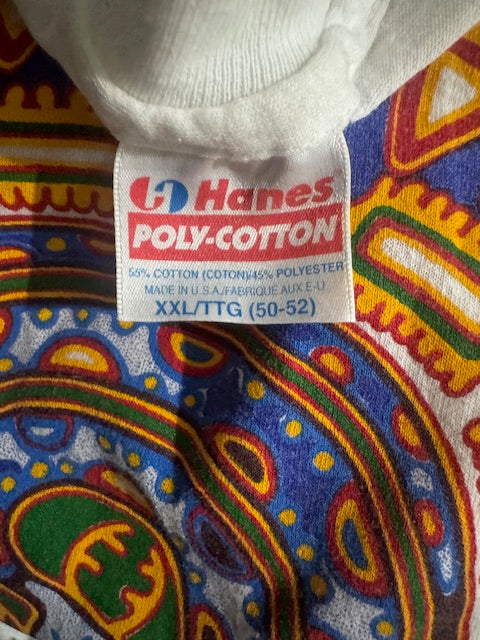 Hanes
POLY-COTTON
55% COTTON (COTON)/45% POLYESTER
MADE IN U.S.A./FABRIQUE AUX E-U
XXL/TTG (50-52)